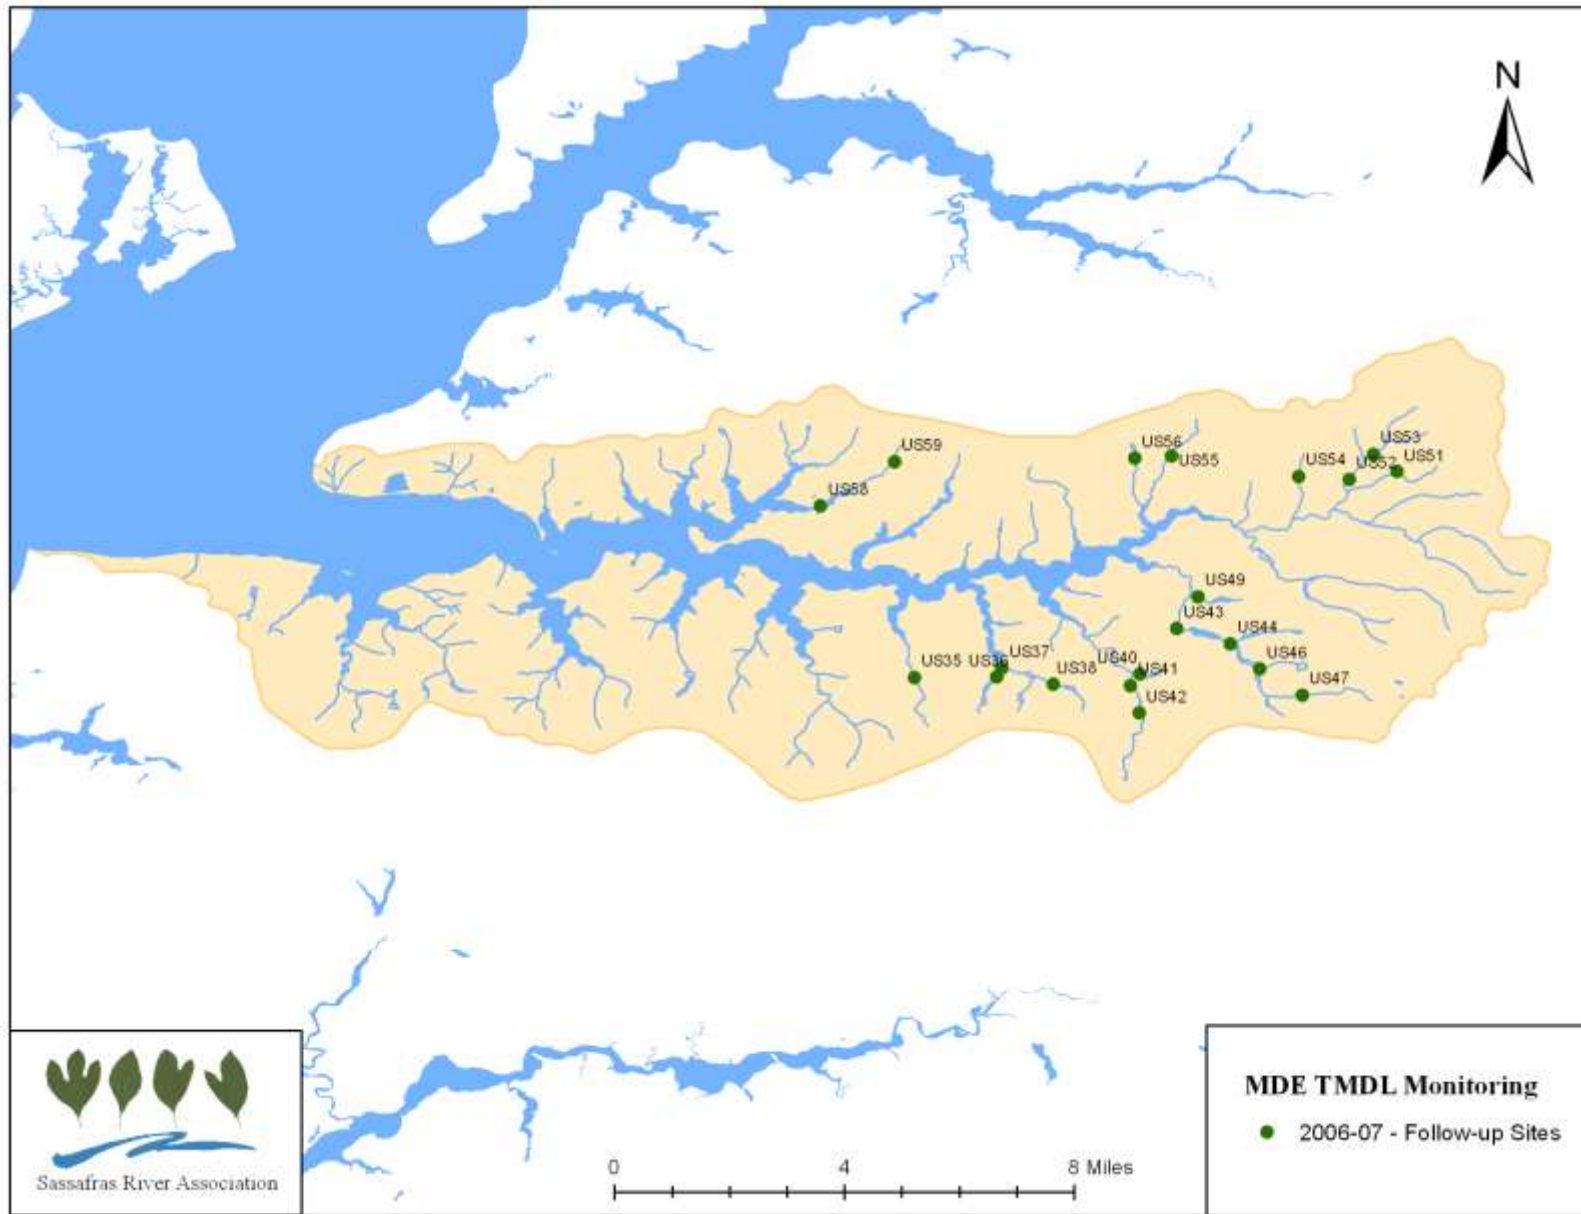 N
US59
US58
US56
US55
US53
US54
US52
US51
US49
US43
US44
US46
US47
US35
US36
US37
US38
US40
US41
US42
0 4 8 Miles
Sassafras River Association
MDE TMDL Monitoring
2006-07 - Follow-up Sites